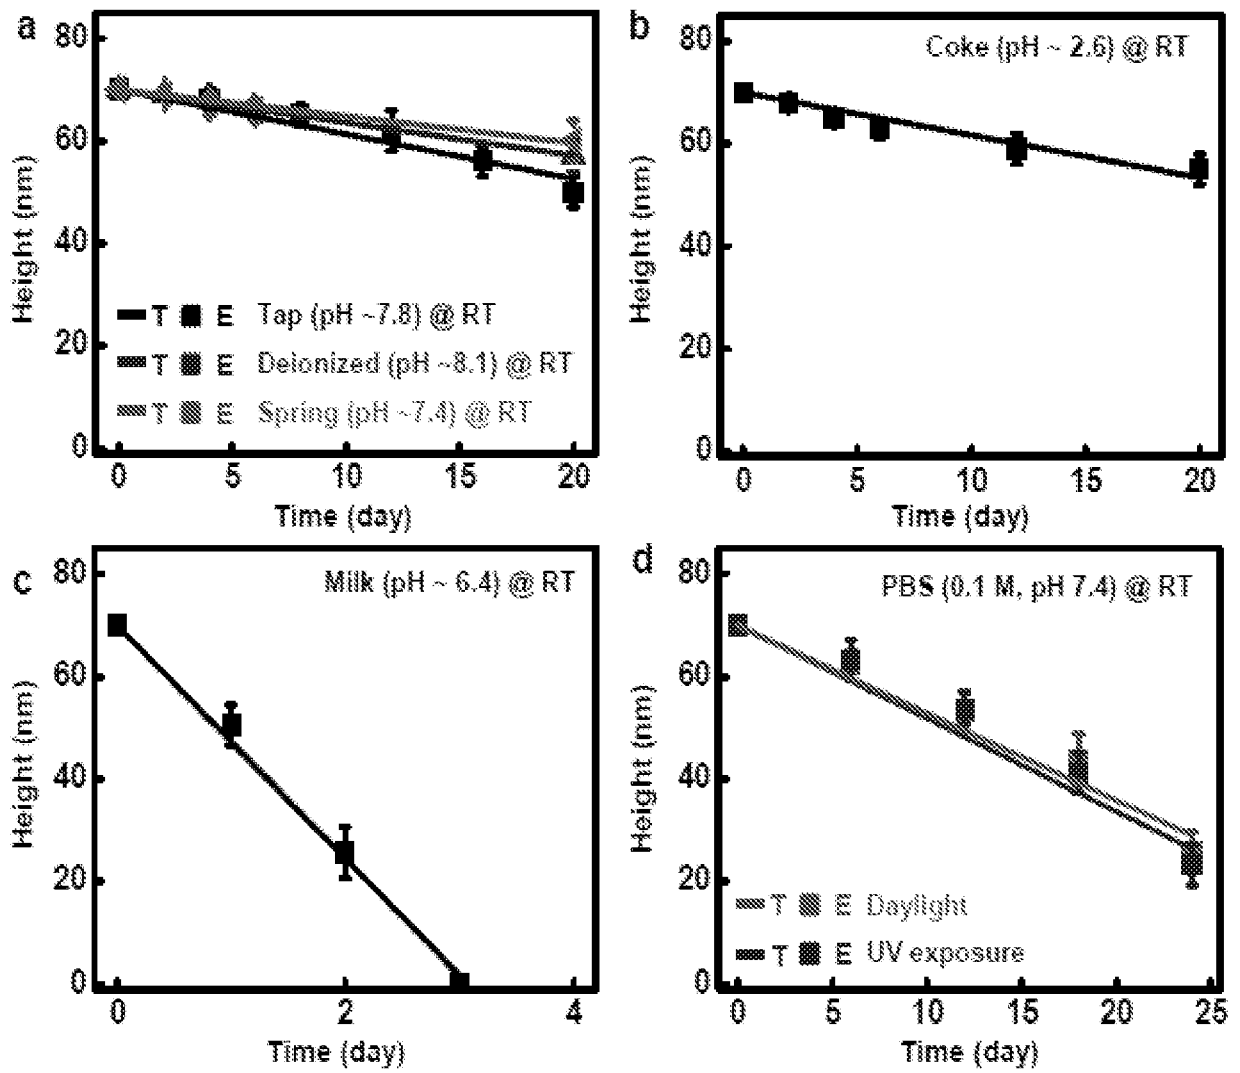 a
80
60
40
20
0
Height (nm)
T E Tap (pH ~7.8) @ RT
T E Deionized (pH ~8.1) @ RT
T E Spring (pH ~7.4) @ RT
0 5 10 15 20
Time (day)
b
Coke (pH ~ 2.6) @ RT
80
60
40
20
0
Height (nm)
0 5 10 15 20
Time (day)
c
Milk (pH ~ 6.4) @ RT
80
60
40
20
0
Height (nm)
0 2 4
Time (day)
d
PBS (0.1 M, pH 7.4) @ RT
80
60
40
20
0
Height (nm)
T E Daylight
T E UV exposure
0 5 10 15 20 25
Time (day)